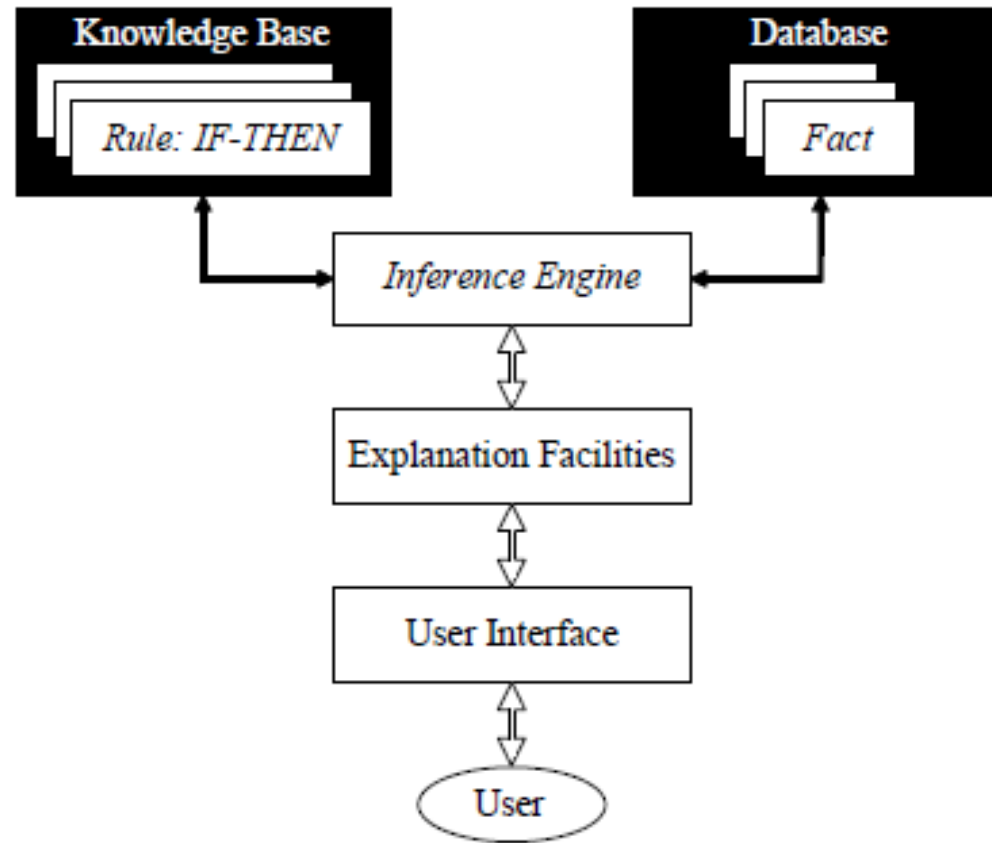 Knowledge Base
Rule: IF-THEN
Database
Fact
Inference Engine
Explanation Facilities
User Interface
User